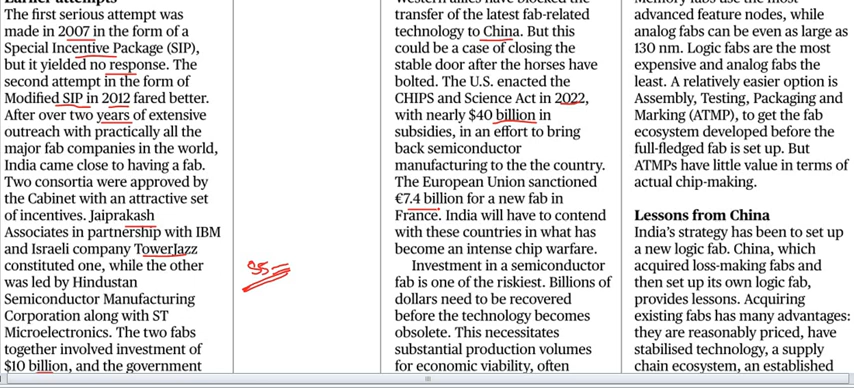 Earlier attempts
The first serious attempt was
made in 2007 in the form of a
Special Incentive Package (SIP),
but it yielded no response. The
second attempt in the form of
Modified SIP in 2012 fared better.
After over two years of extensive
outreach with practically all the
major fab companies in the world,
India came close to having a fab.
Two consortia were approved by
the Cabinet with an attractive set
of incentives. Jaiprakash
Associates in partnership with IBM
and Israeli company TowerJazz
constituted one, while the other
was led by Hindustan
Semiconductor Manufacturing
Corporation along with ST
Microelectronics. The two fabs
together involved investment of
$10 billion, and the government
Western allies have blocked the
transfer of the latest fab-related
technology to China. But this
could be a case of closing the
stable door after the horses have
bolted. The U.S. enacted the
CHIPS and Science Act in 2022,
with nearly $40 billion in
subsidies, in an effort to bring
back semiconductor
manufacturing to the the country.
The European Union sanctioned
€7.4 billion for a new fab in
France. India will have to contend
with these countries in what has
become an intense chip warfare.
Investment in a semiconductor
fab is one of the riskiest. Billions of
dollars need to be recovered
before the technology becomes
obsolete. This necessitates
substantial production volumes
for economic viability, often
Memory fabs use the most
advanced feature nodes, while
analog fabs can be even as large as
130 nm. Logic fabs are the most
expensive and analog fabs the
least. A relatively easier option is
Assembly, Testing, Packaging and
Marking (ATMP), to get the fab
ecosystem developed before the
full-fledged fab is set up. But
ATMPs have little value in terms of
actual chip-making.
Lessons from China
India's strategy has been to set up
a new logic fab. China, which
acquired loss-making fabs and
then set up its own logic fab,
provides lessons. Acquiring
existing fabs has many advantages:
they are reasonably priced, have
stabilised technology, a supply
chain ecosystem, an established